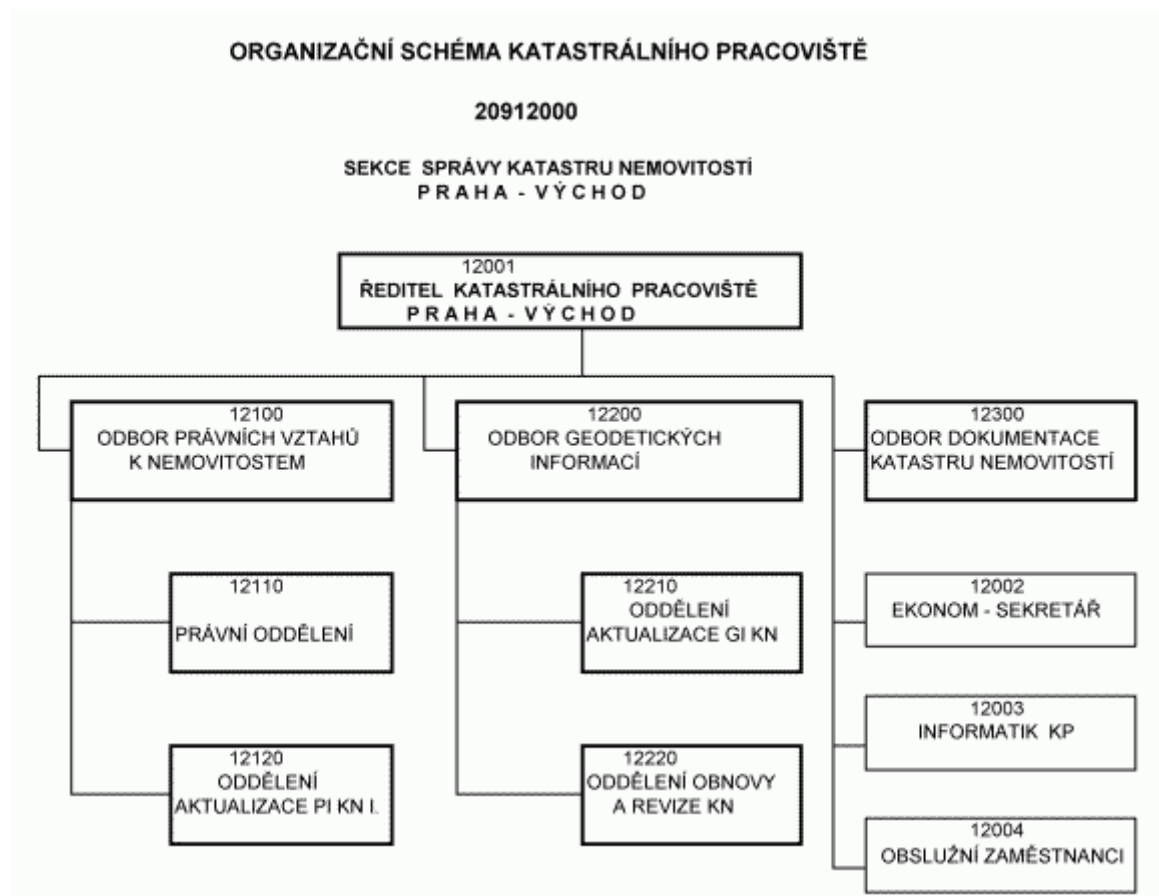 ORGANIZAČNÍ SCHÉMA KATASTRÁLNÍHO PRACOVIŠTĚ
20912000
SEKCE SPRÁVY KATASTRU NEMOVITOSTÍ
P R A H A - V Ý C H O D
12001
ŘEDITEL KATASTRÁLNÍHO PRACOVIŠTĚ
P R A H A - V Ý C H O D
12100
ODBOR PRÁVNÍCH VZTAHŮ
K NEMOVITOSTEM
12200
ODBOR GEODETICKÝCH
INFORMACÍ
12300
ODBOR DOKUMENTACE
KATASTRU NEMOVITOSTÍ
12110
PRÁVNÍ ODDĚLENÍ
12210
ODDĚLENÍ
AKTUALIZACE GI KN
12002
EKONOM - SEKRETÁŘ
12003
INFORMATIK KP
12120
ODDĚLENÍ
AKTUALIZACE PI KN I.
12220
ODDĚLENÍ OBNOVY
A REVIZE KN
12004
OBSLUŽNÍ ZAMĚSTNANCI